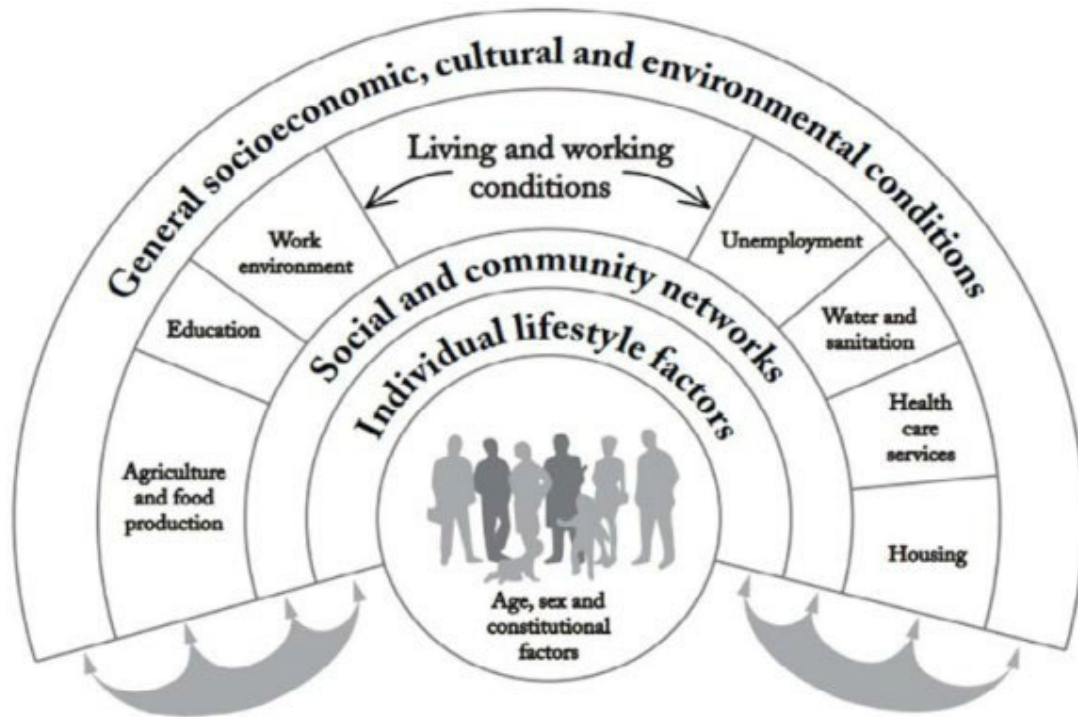 General socioeconomic, cultural and environmental conditions
Living and working
conditions
Work
environment
Unemployment
Education
Water and
sanitation
Agriculture
and food
production
Health
care
services
Housing
Social and community networks
Individual lifestyle factors
Age, sex and
constitutional
factors